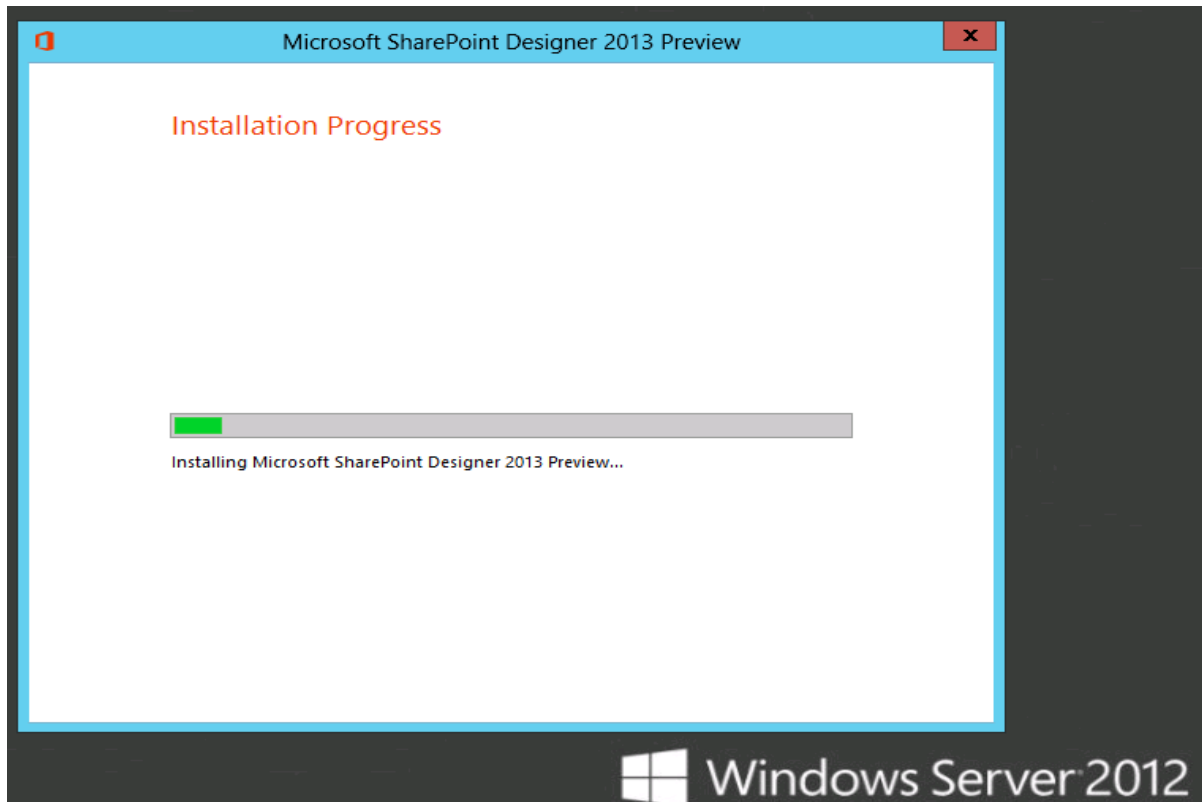 Microsoft SharePoint Designer 2013 Preview
Installation Progress
Installing Microsoft SharePoint Designer 2013 Preview...
Windows Server 2012